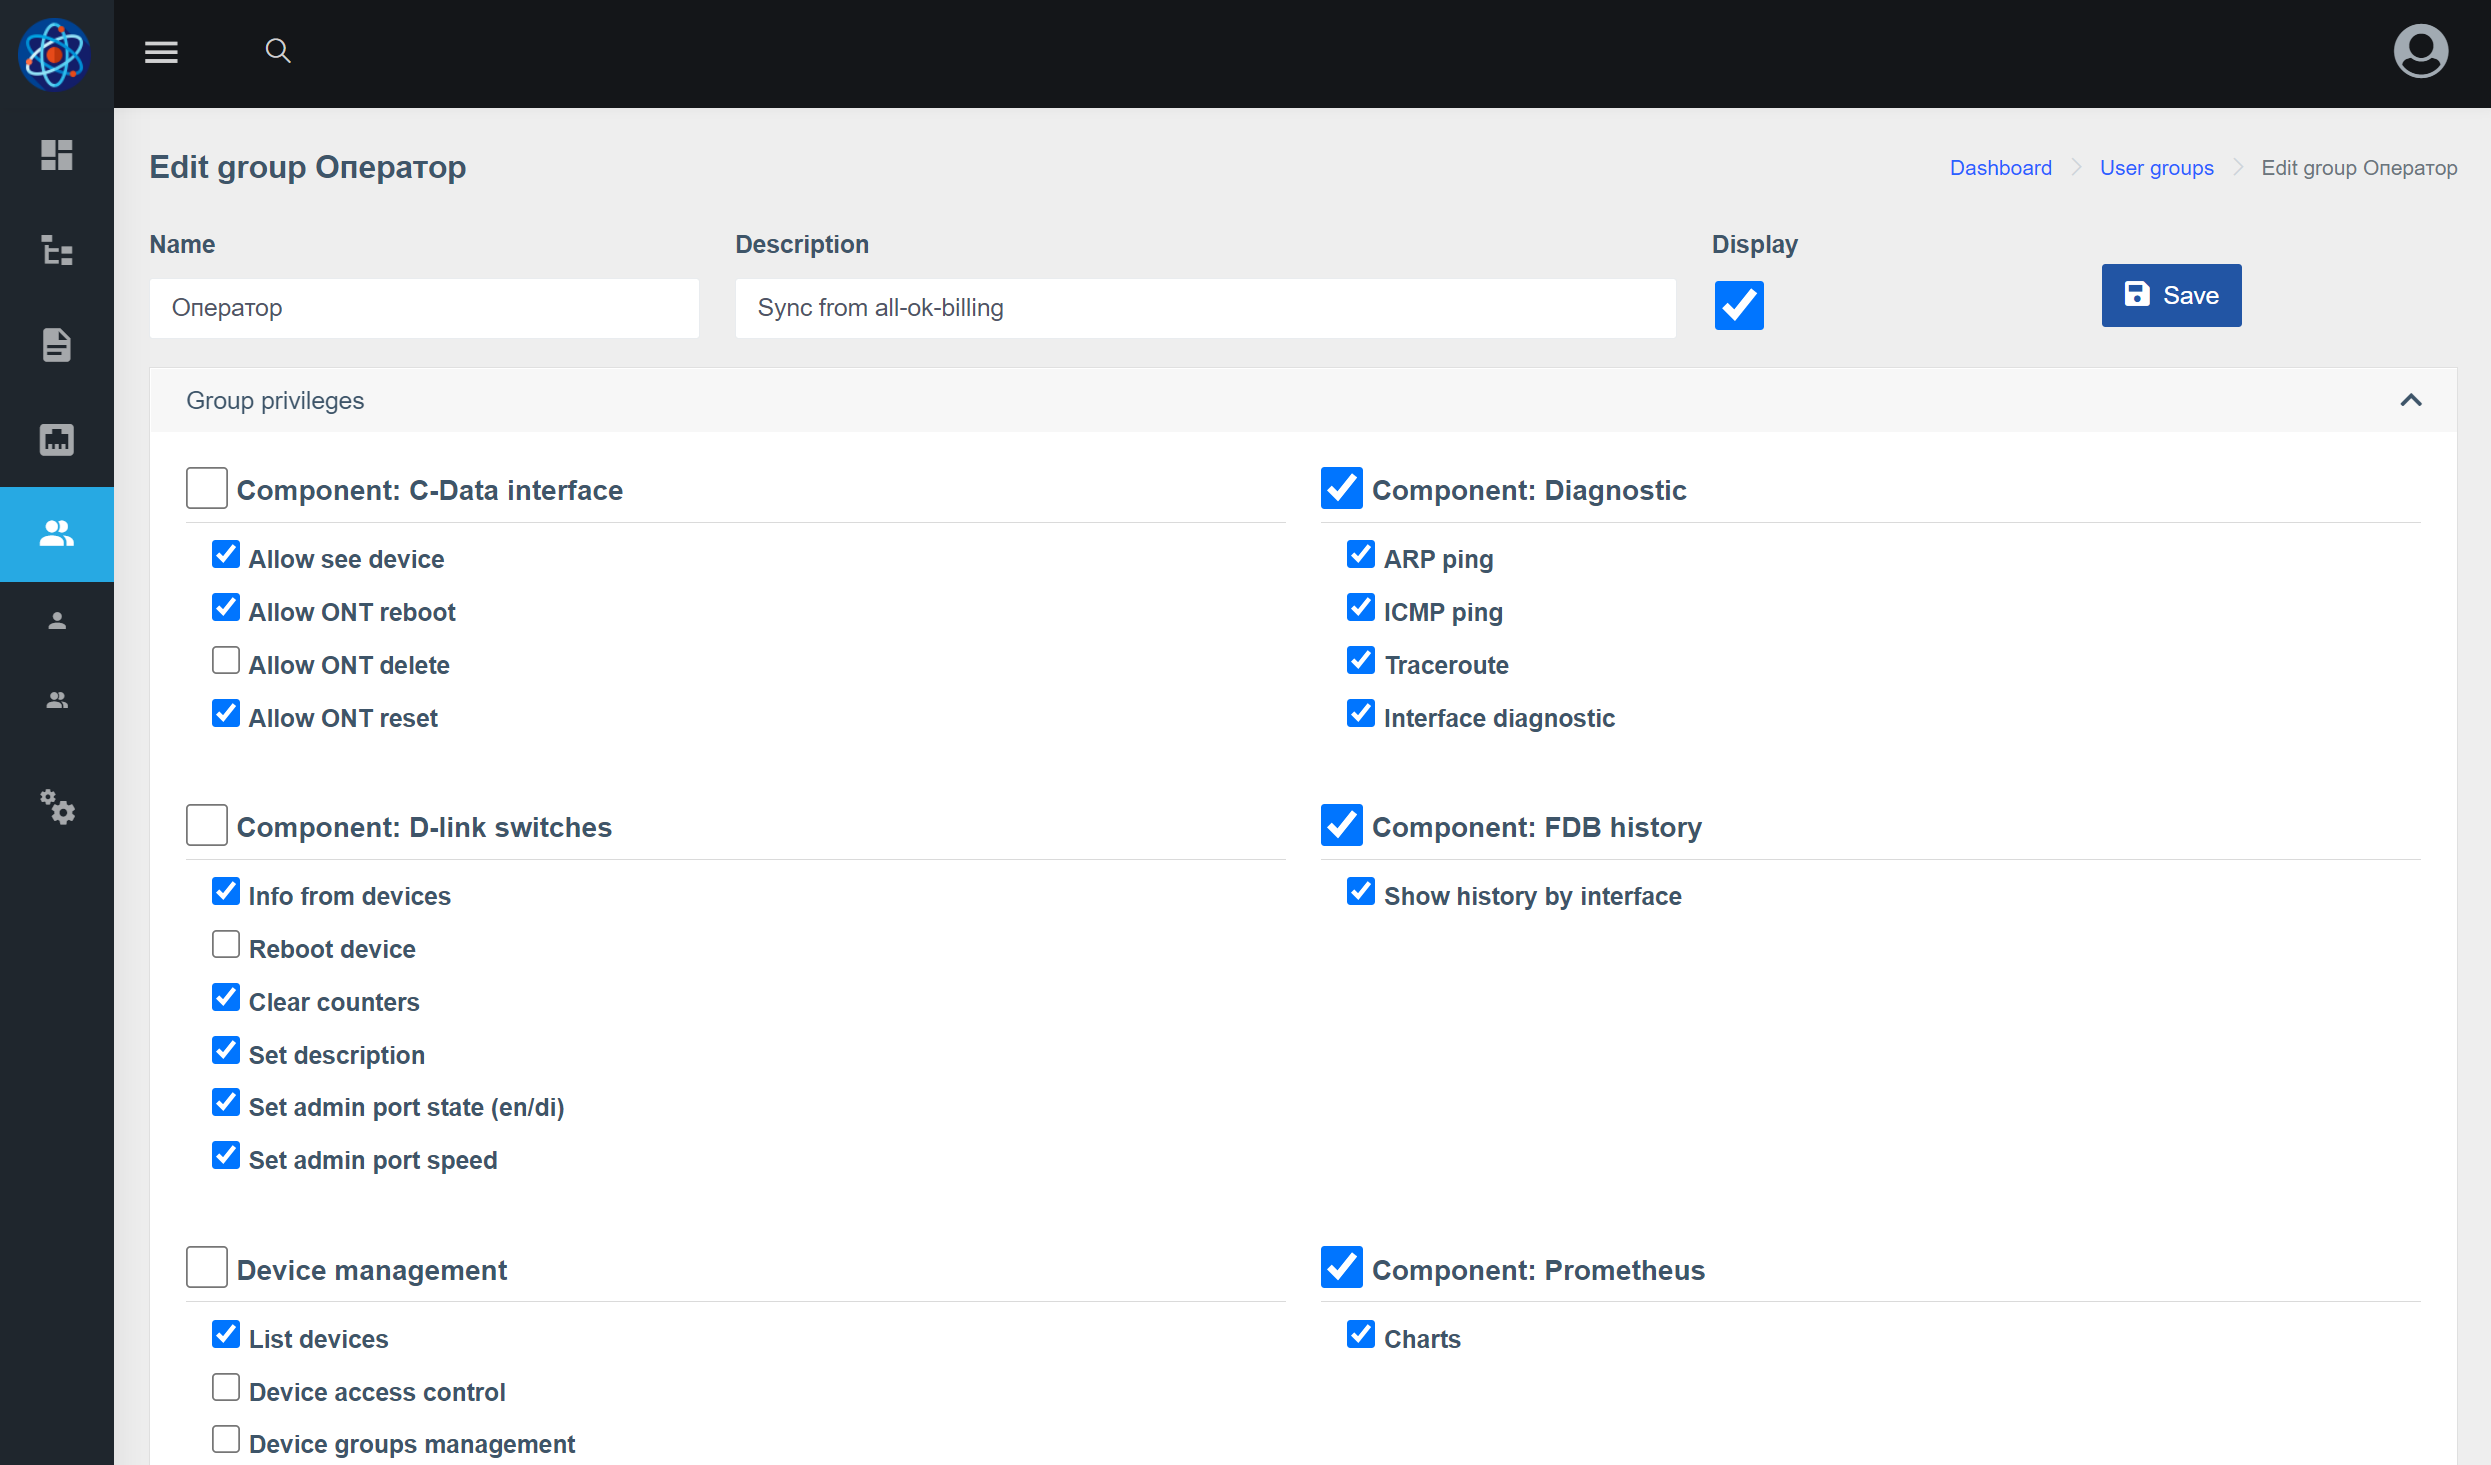 Edit group Оператор
Dashboard
User groups
Edit group Оператор
Name
Description
Display
Оператор
Sync from all-ok-billing
Save
Group privileges
Component: C-Data interface
Allow see device
Allow ONT reboot
Allow ONT delete
Allow ONT reset
Component: Diagnostic
ARP ping
ICMP ping
Traceroute
Interface diagnostic
Component: D-link switches
Info from devices
Reboot device
Clear counters
Set description
Set admin port state (en/di)
Set admin port speed
Component: FDB history
Show history by interface
Device management
List devices
Device access control
Device groups management
Component: Prometheus
Charts